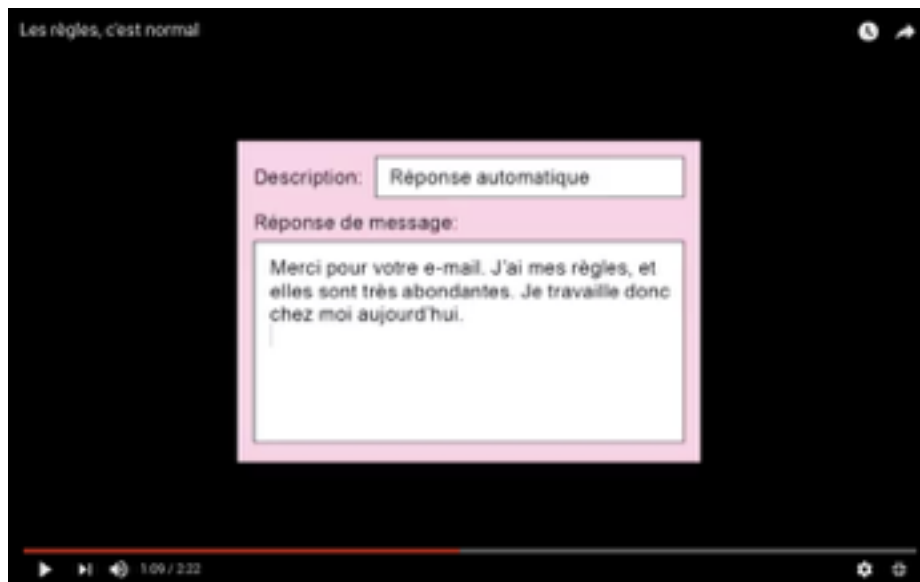 Les règles, c'est normal
Description:
Réponse automatique
Réponse de message:
Merci pour votre e-mail. J'ai mes règles, et
elles sont très abondantes. Je travaille donc
chez moi aujourd'hui.
1:09 / 2:22